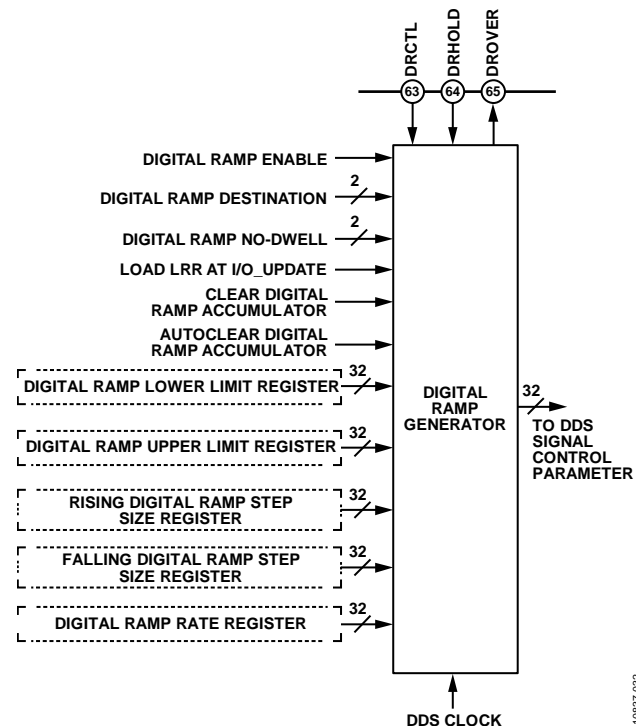 DRCTL
DRHOLD
DROVER
63
64
65
DIGITAL RAMP ENABLE
2
DIGITAL RAMP DESTINATION
2
DIGITAL RAMP NO-DWELL
LOAD LRR AT I/O_UPDATE
CLEAR DIGITAL
RAMP ACCUMULATOR
AUTOCLEAR DIGITAL
RAMP ACCUMULATOR
32
DIGITAL RAMP LOWER LIMIT REGISTER
32
DIGITAL RAMP UPPER LIMIT REGISTER
32
RISING DIGITAL RAMP STEP
SIZE REGISTER
32
FALLING DIGITAL RAMP STEP
SIZE REGISTER
32
DIGITAL RAMP RATE REGISTER
DIGITAL
RAMP
GENERATOR
32
TO DDS
SIGNAL
CONTROL
PARAMETER
DDS CLOCK